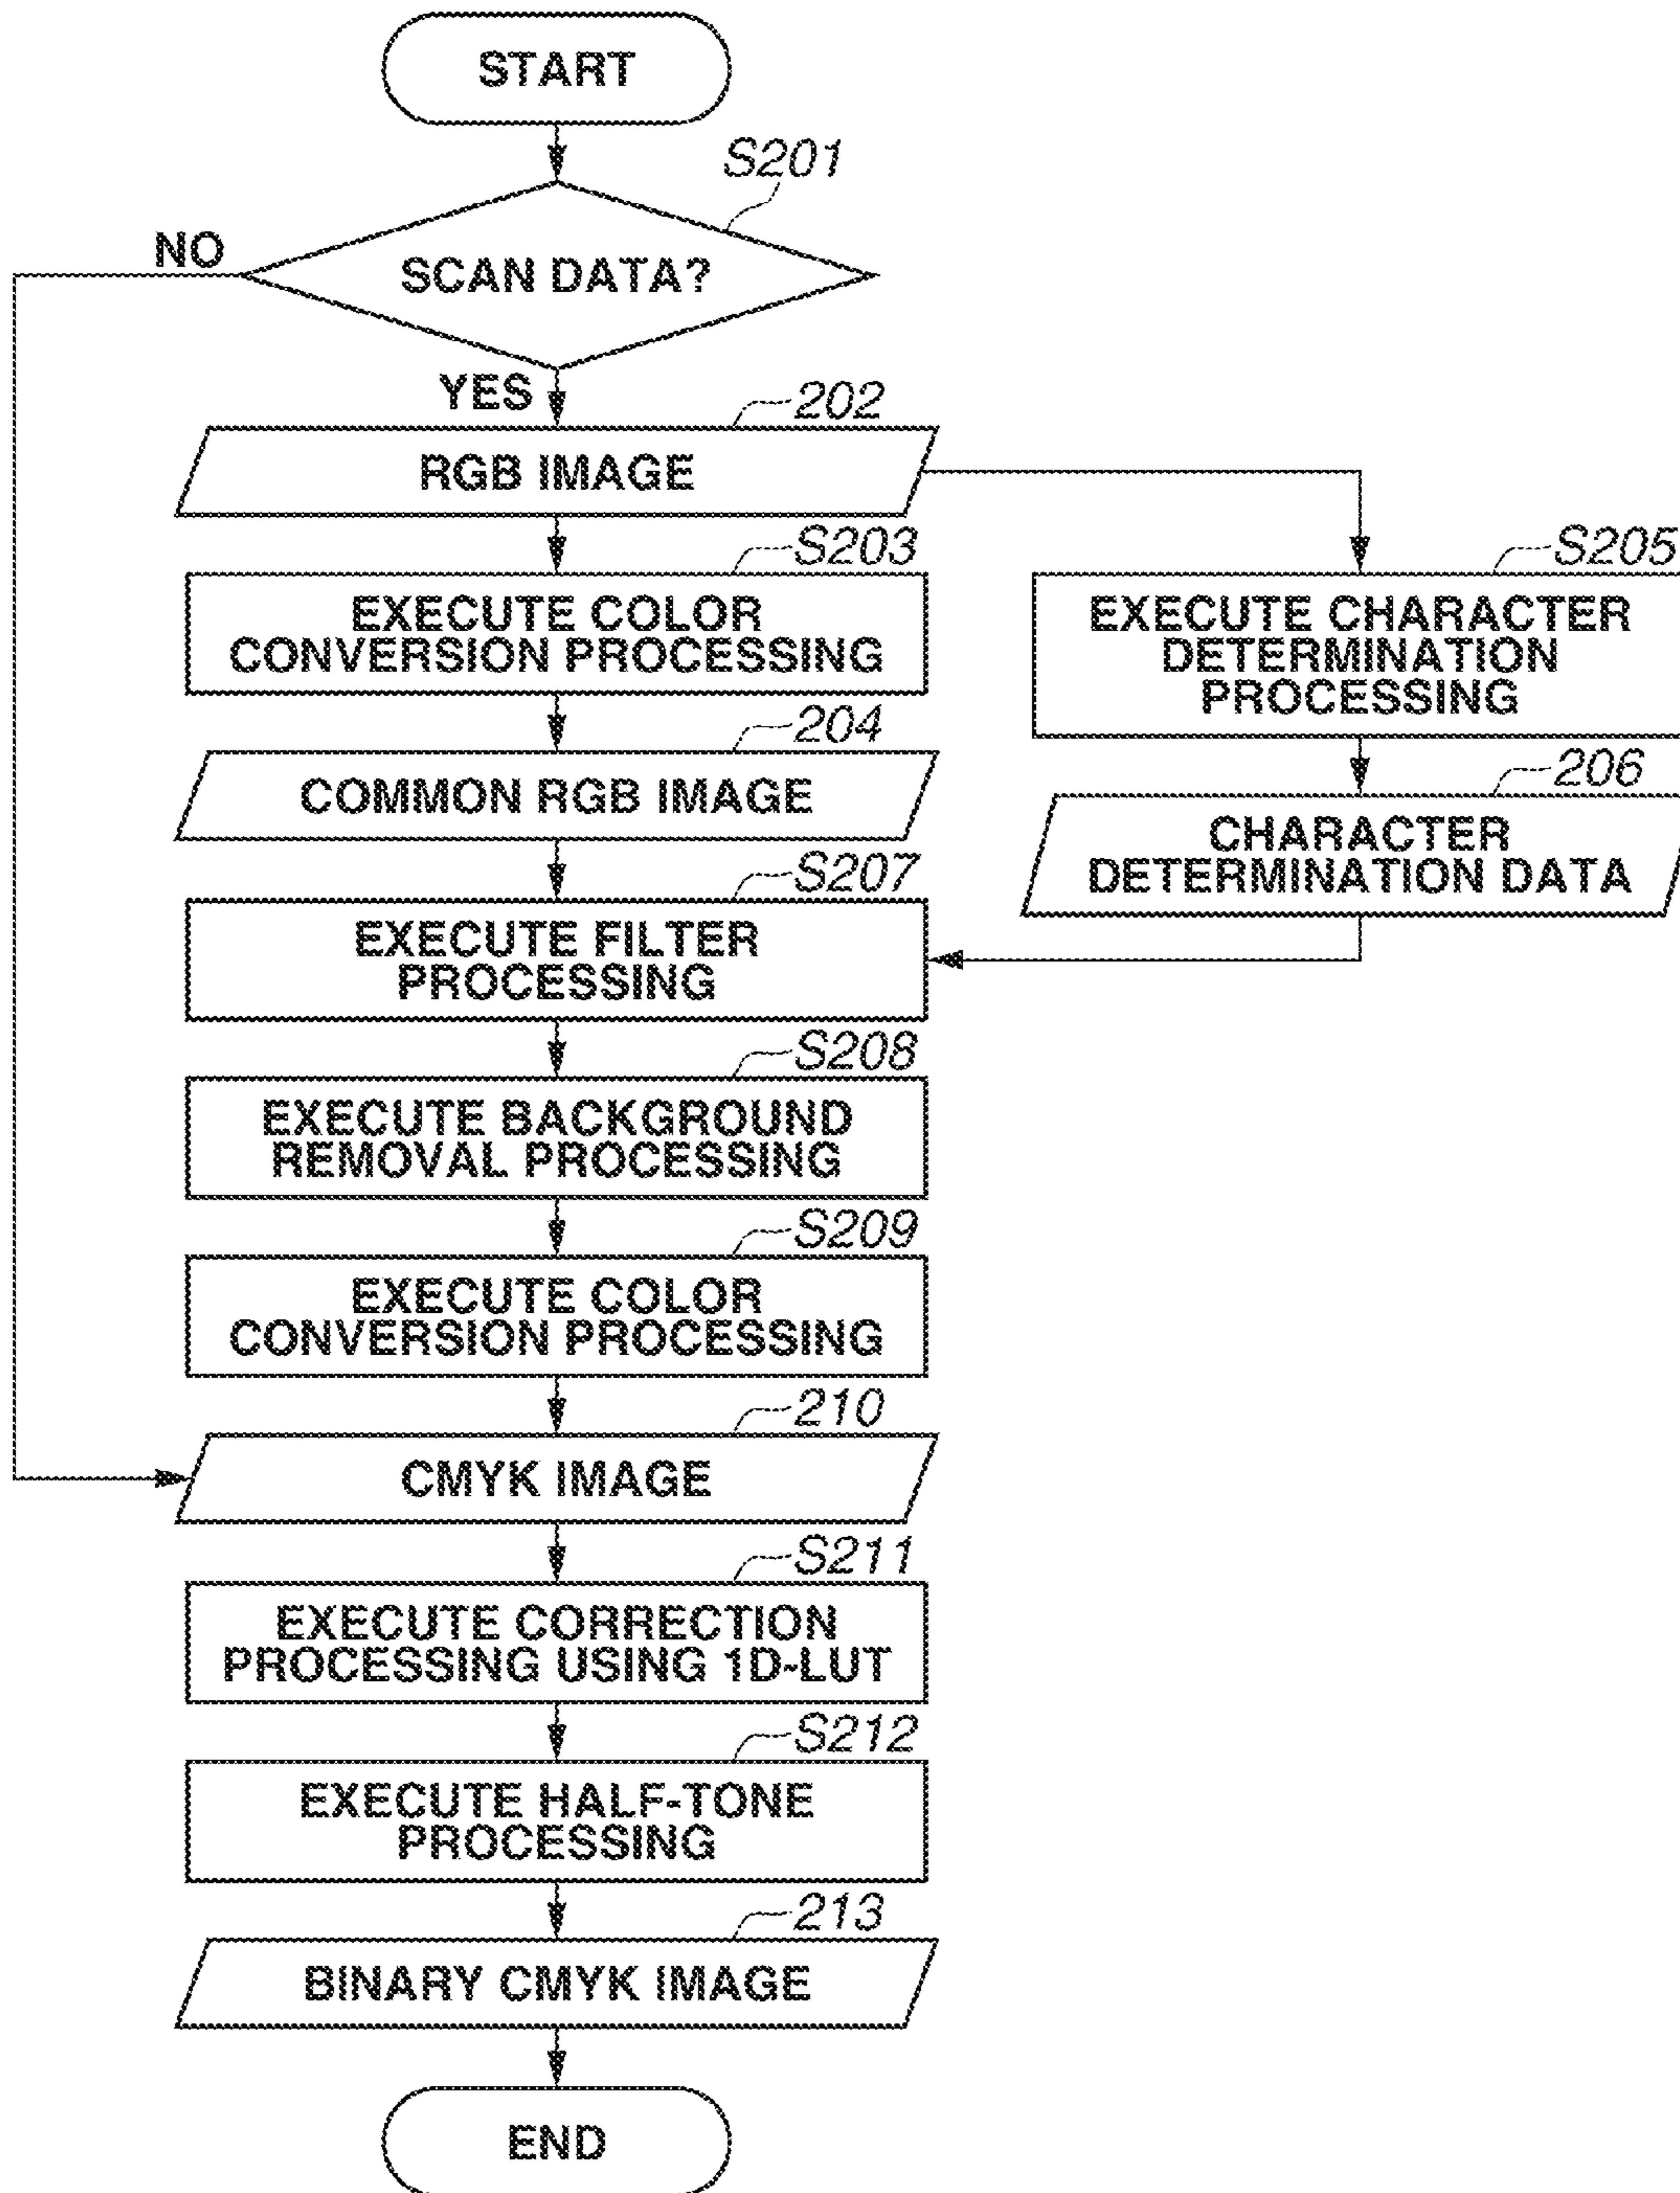 START
S201
NO
SCAN DATA?
YES
202
RGB IMAGE
S203
EXECUTE COLOR
CONVERSION PROCESSING
S205
EXECUTE CHARACTER
DETERMINATION
PROCESSING
204
COMMON RGB IMAGE
206
CHARACTER
DETERMINATION DATA
S207
EXECUTE FILTER
PROCESSING
S208
EXECUTE BACKGROUND
REMOVAL PROCESSING
S209
EXECUTE COLOR
CONVERSION PROCESSING
210
CMYK IMAGE
S211
EXECUTE CORRECTION
PROCESSING USING 1D-LUT
S212
EXECUTE HALF-TONE
PROCESSING
213
BINARY CMYK IMAGE
END